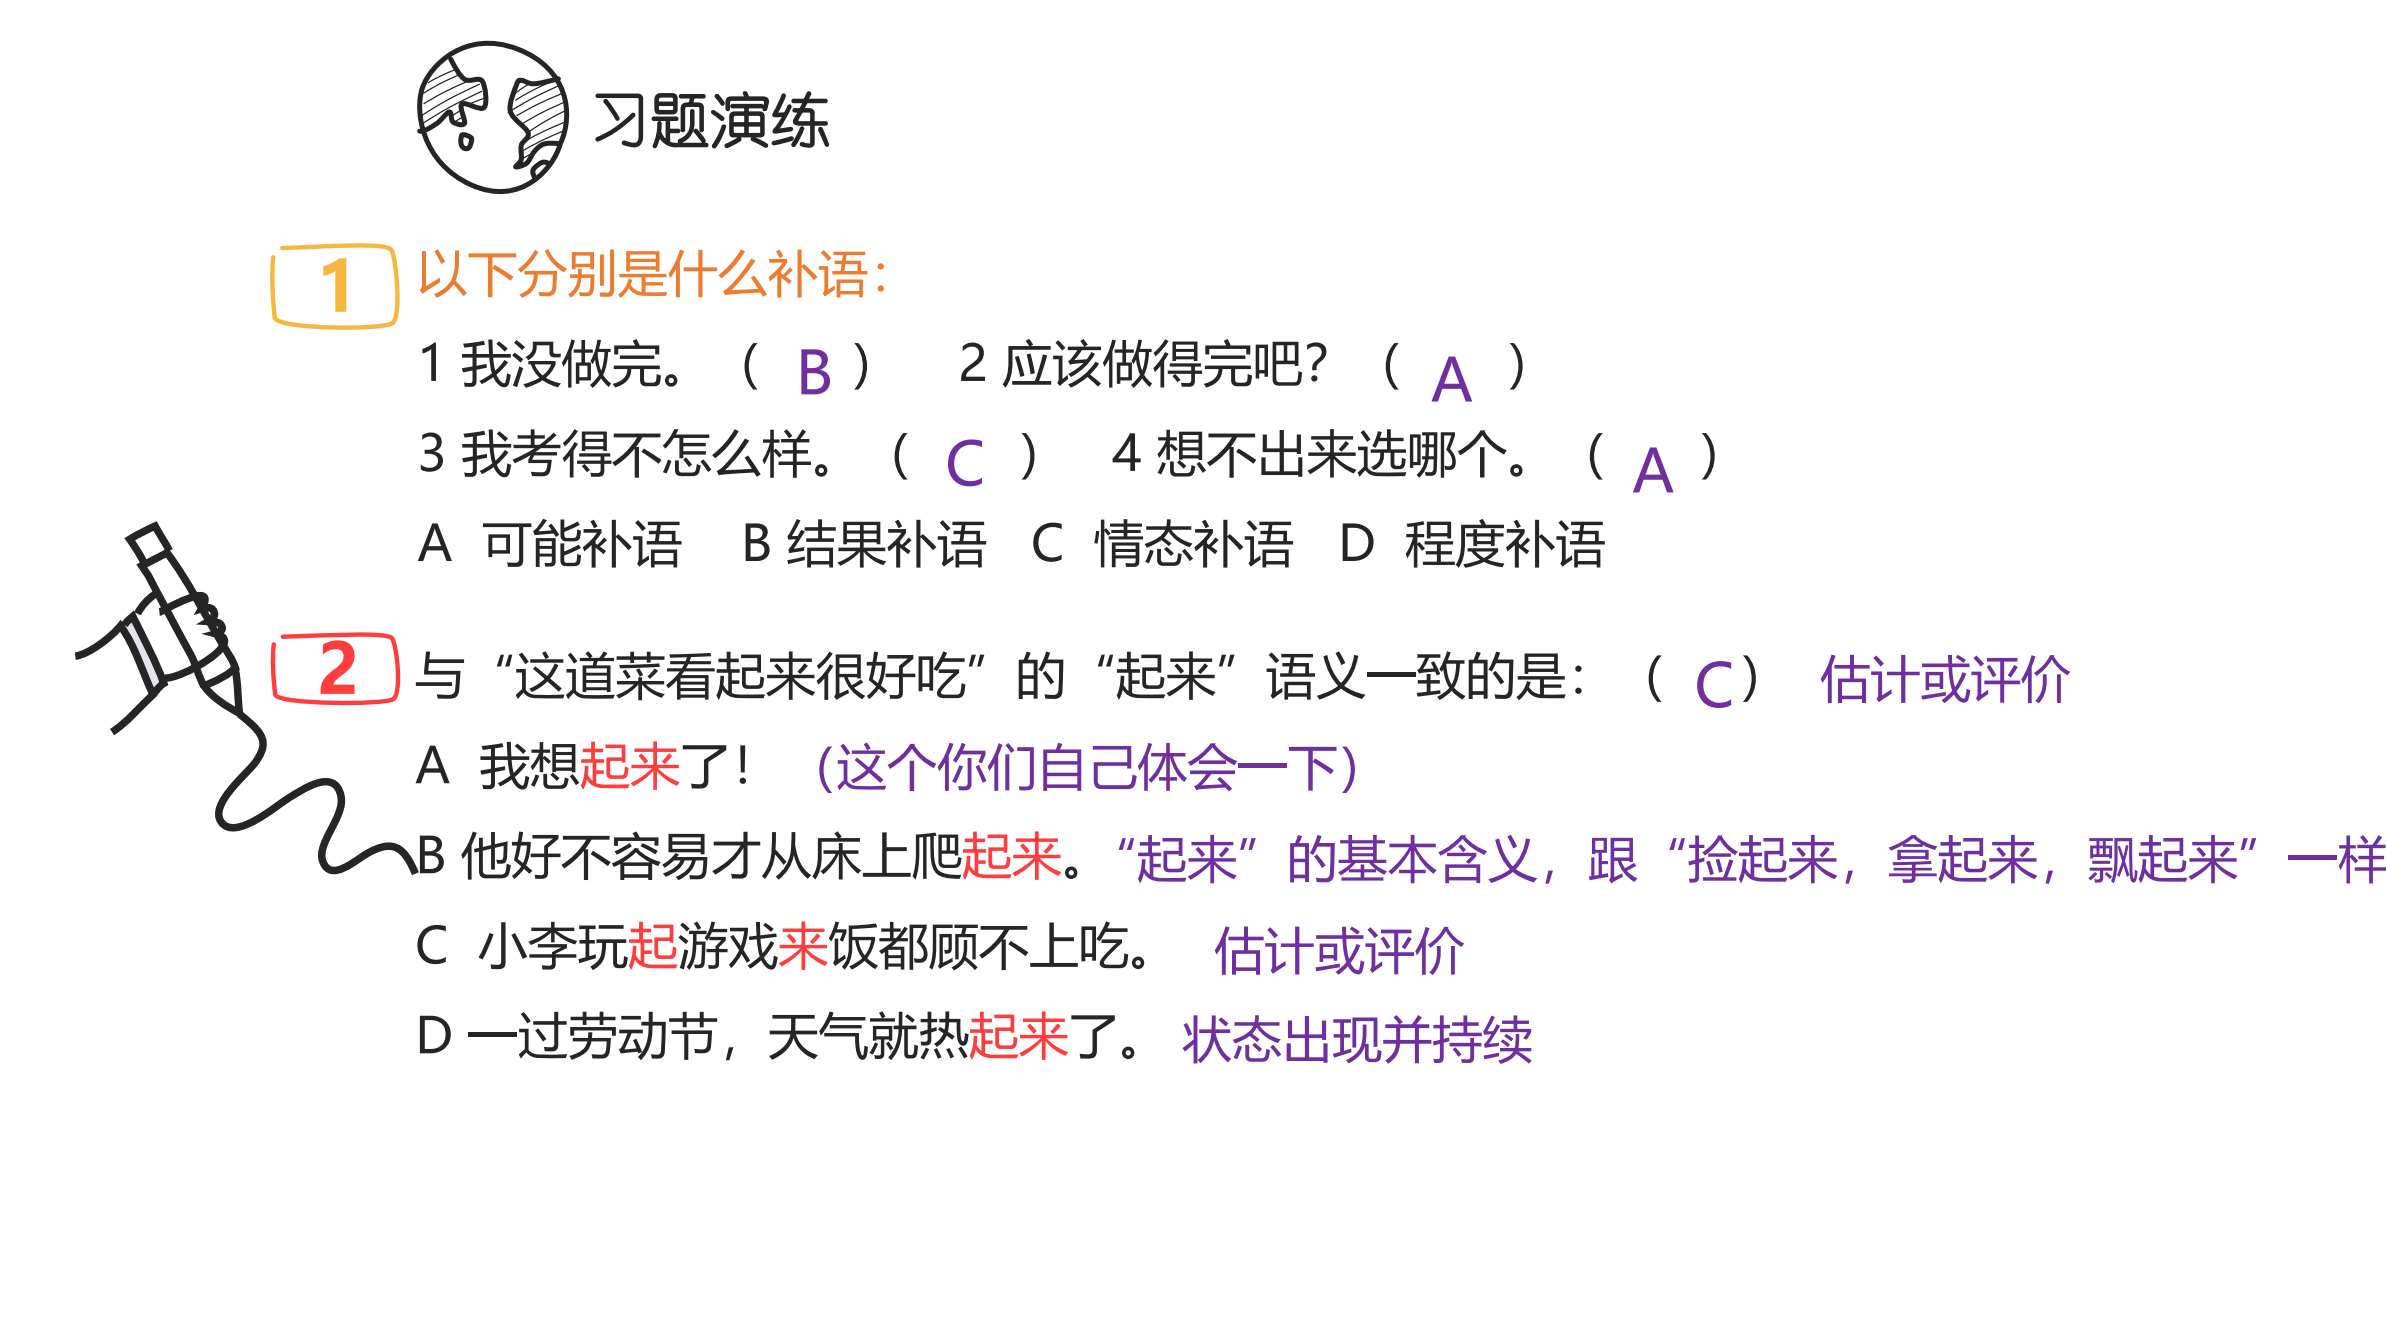 习题演练
1 以下分别是什么补语：
1 我没做完。（ B ） 2 应该做得完吧？（ A ）
3 我考得不怎么样。（ C ） 4 想不出来选哪个。（ A ）
A 可能补语 B 结果补语 C 情态补语 D 程度补语
2 与“这道菜看起来很好吃”的“起来”语义一致的是：（ C ） 估计或评价
A 我想起来了！（这个你们自己体会一下）
B 他好不容易才从床上爬起来。“起来”的基本含义，跟“捡起来，拿起来，飘起来”一样
C 小李玩起游戏来饭都顾不上吃。 估计或评价
D 一过劳动节，天气就热起来了。 状态出现并持续